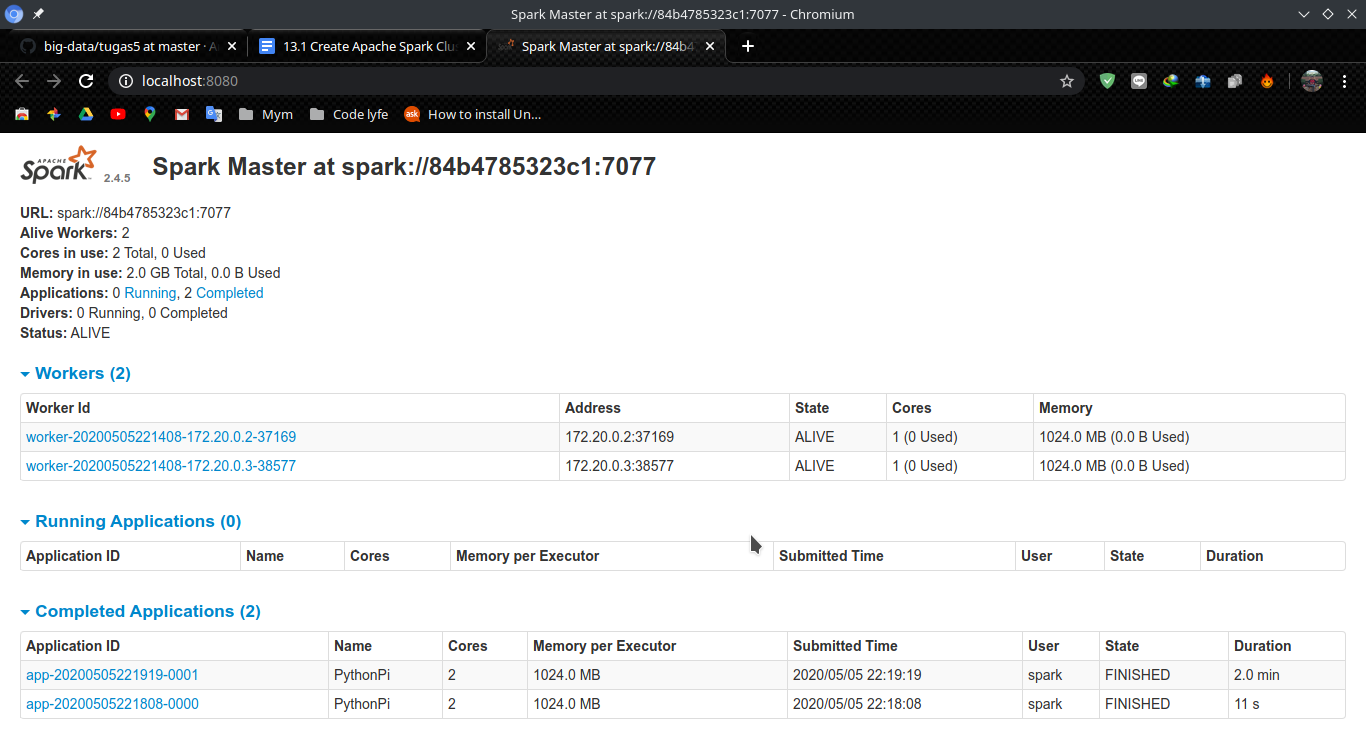 Spark Master at spark://84b4785323c1:7077 - Chromium
big-data/tugas5 at master · A
13.1 Create Apache Spark Clu
Spark Master at spark://84b4
localhost:8080
Mym
Code lyfe
ask
How to install Un...
APACHE
Spark
2.4.5
Spark Master at spark://84b4785323c1:7077
URL: spark://84b4785323c1:7077
Alive Workers: 2
Cores in use: 2 Total, 0 Used
Memory in use: 2.0 GB Total, 0.0 B Used
Applications: 0 Running, 2 Completed
Drivers: 0 Running, 0 Completed
Status: ALIVE
Workers (2)
Worker Id Address State Cores Memory
worker-20200505221408-172.20.0.2-37169 172.20.0.2:37169 ALIVE 1 (0 Used) 1024.0 MB (0.0 B Used)
worker-20200505221408-172.20.0.3-38577 172.20.0.3:38577 ALIVE 1 (0 Used) 1024.0 MB (0.0 B Used)
Running Applications (0)
Application ID Name Cores Memory per Executor Submitted Time User State Duration
Completed Applications (2)
Application ID Name Cores Memory per Executor Submitted Time User State Duration
app-20200505221919-0001 PythonPi 2 1024.0 MB 2020/05/05 22:19:19 spark FINISHED 2.0 min
app-20200505221808-0000 PythonPi 2 1024.0 MB 2020/05/05 22:18:08 spark FINISHED 11 s